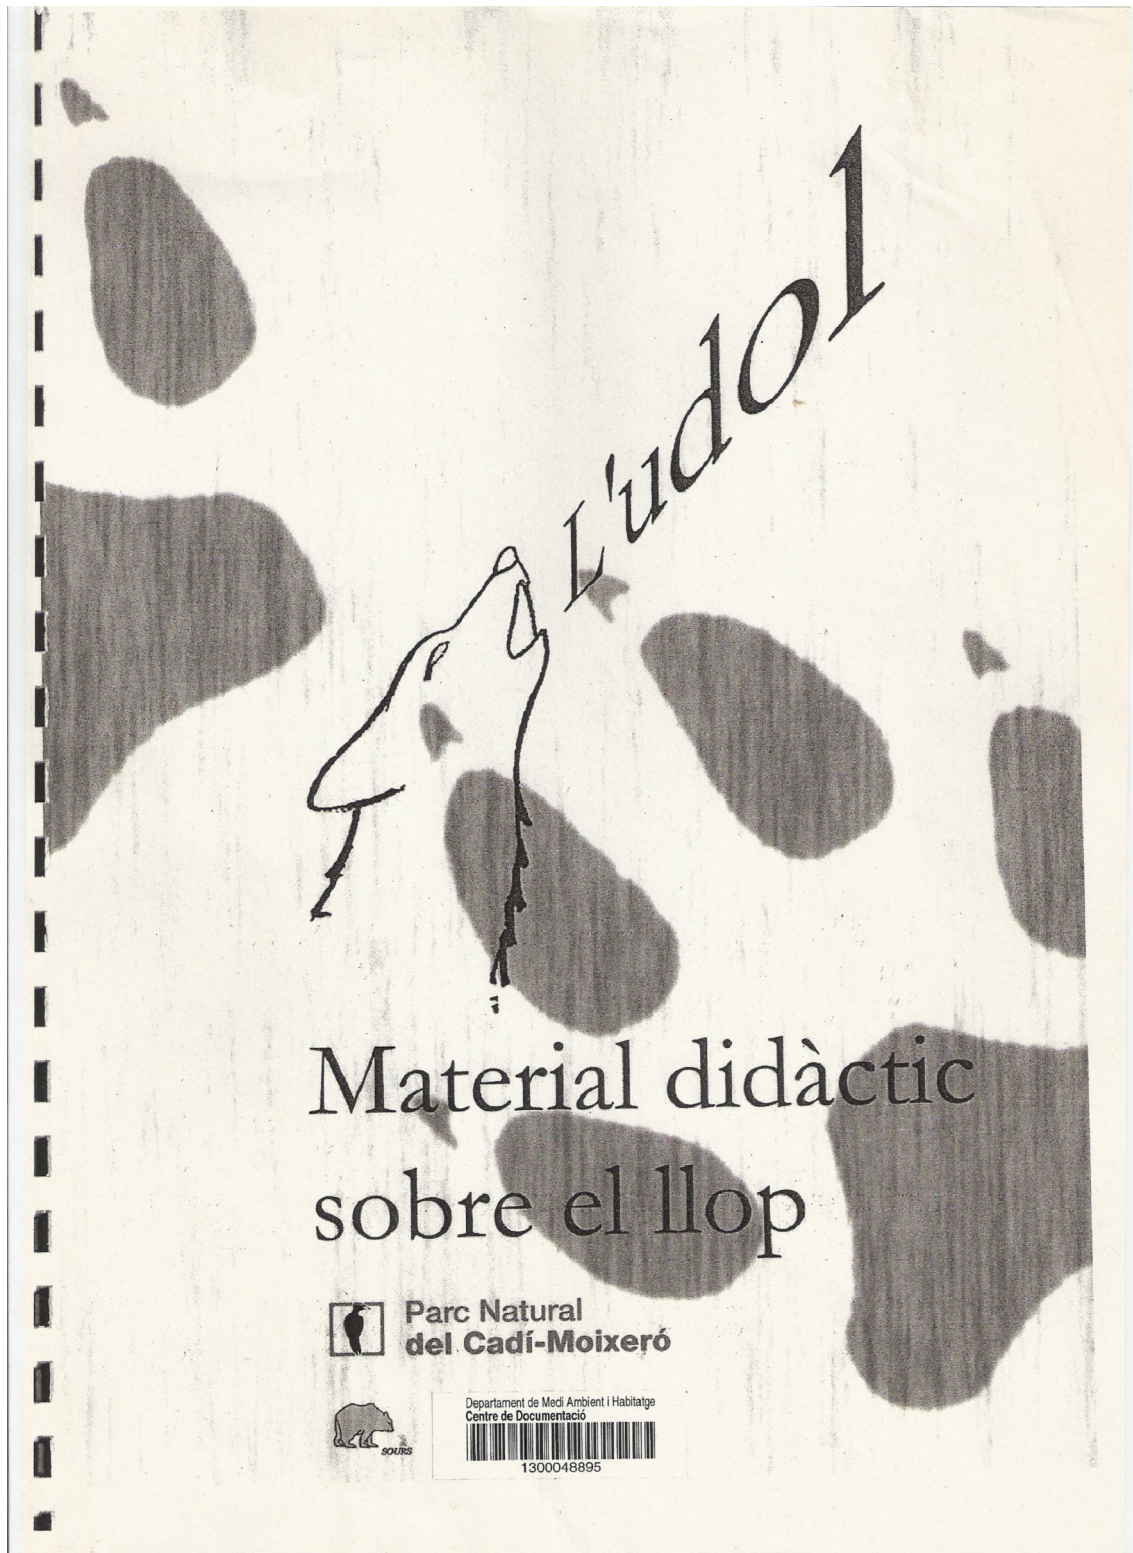 L'udol
Material didàctic
sobre el llop
Parc Natural
del Cadí-Moixeró
SOURS
Departament de Medi Ambient i Habitatge
Centre de Documentació
1300048895